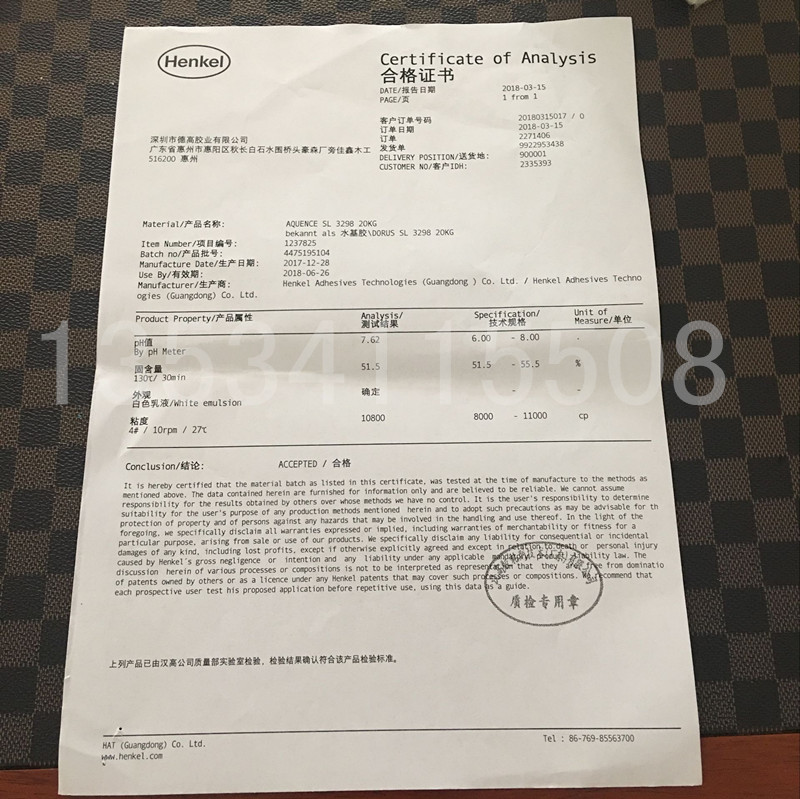 Henkel
Certificate of Analysis
合格证书
DATE/报告日期 2018-03-15
PAGE/页 1 from 1
客户订单号码 20180315017 / 0
订单日期 2018-03-15
订单 2271406
发货单 9922953438
DELIVERY POSITION/送货地: 900001
CUSTOMER NO/客户IDH: 2335393
深圳市德高胶业有限公司
广东省惠州市惠阳区秋长白石水围桥头豪森厂旁佳鑫木工
516200 惠州
Material/产品名称: AQUENCE SL 3298 20KG
bekannt als 水基胶\DORUS SL 3298 20KG
Item Number/项目编号: 1237825
Batch no/产品批号: 4475195104
Manufacture Date/生产日期: 2017-12-28
Use By/有效期: 2018-06-26
Manufacturer/生产商: Henkel Adhesives Technologies (Guangdong ) Co. Ltd. / Henkel Adhesives Techno
ogies (Guangdong) Co. Ltd.
Product Property/产品属性 Analysis/测试结果 Specification/技术规格 Unit of Measure/单位
pH值 7.62 6.00 - 8.00 -
By pH Meter
固含量 51.5 51.5 - 55.5 %
130℃/ 30min
外观 确定 - -
白色乳液/White emulsion
粘度 10800 8000 - 11000 cp
4# / 10rpm / 27℃
13534 15508
Conclusion/结论: ACCEPTED / 合格
It is hereby certified that the material batch as listed in this certificate, was tested at the time of manufacture to the methods as
mentioned above. The data contained herein are furnished for information only and are believed to be reliable. We cannot assume
responsibility for the results obtained by others over whose methods we have no control. It is the user's responsibility to determine
suitability for the user's purpose of any production methods mentioned herein and to adopt such precautions as may be advisable for th
protection of property and of persons against any hazards that may be involved in the handling and use thereof. In the light of the
foregoing, we specifically disclaim all warranties expressed or implied, including warranties of merchantability or fitness for a
particular purpose, arising from sale or use of our products. We specifically disclaim any liability for consequential or incidental
damages of any kind, including lost profits, except if otherwise explicitly agreed and except in relation to death or personal injury
caused by Henkel's gross negligence or intention and any liability under any applicable mandatory product liability law. The
discussion herein of various processes or compositions is not to be interpreted as representation that they are free from dominatio
of patents owned by others or as a licence under any Henkel patents that may cover such processes or compositions. We recommend that
each prospective user test his proposed application before repetitive use, using this data as a guide.
质检专用章
上列产品已由汉高公司质量部实验室检验，检验结果确认符合该产品检验标准。
HAT (Guangdong) Co. Ltd.
www.henkel.com
Tel : 86-769-85563700